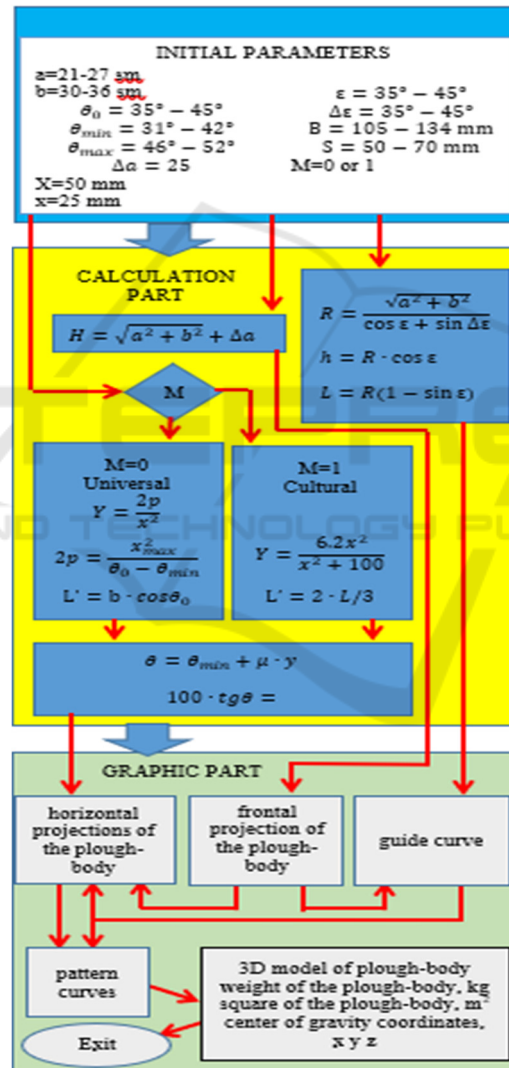 INITIAL PARAMETERS
a=21-27 sm
b=30-36 sm
θ₀ = 35° − 45°
θₘᵢₙ = 31° − 42°
θₘₐₓ = 46° − 52°
Δa = 25
X=50 mm
x=25 mm
ε = 35° − 45°
Δε = 35° − 45°
B = 105 − 134 mm
S = 50 − 70 mm
M=0 or 1
CALCULATION
PART
H = √(a² + b²) + Δa
R = √(a² + b²) / (cos ε + sin Δε)
h = R · cos ε
L = R(1 − sin ε)
M
M=0
Universal
Y = 2p / x²
2p = x²ₘₐₓ / (θ₀ − θₘᵢₙ)
L' = b · cosθ₀
M=1
Cultural
Y = 6.2x² / (x² + 100)
L' = 2 · L/3
θ = θₘᵢₙ + μ · y
100 · tgθ =
GRAPHIC PART
horizontal
projections of
the plough-
body
frontal
projection of
the plough-
body
guide curve
pattern
curves
3D model of plough-body
weight of the plough-body, kg
square of the plough-body, m²
center of gravity coordinates,
x y z
Exit
AND TECHNOLOGY PU